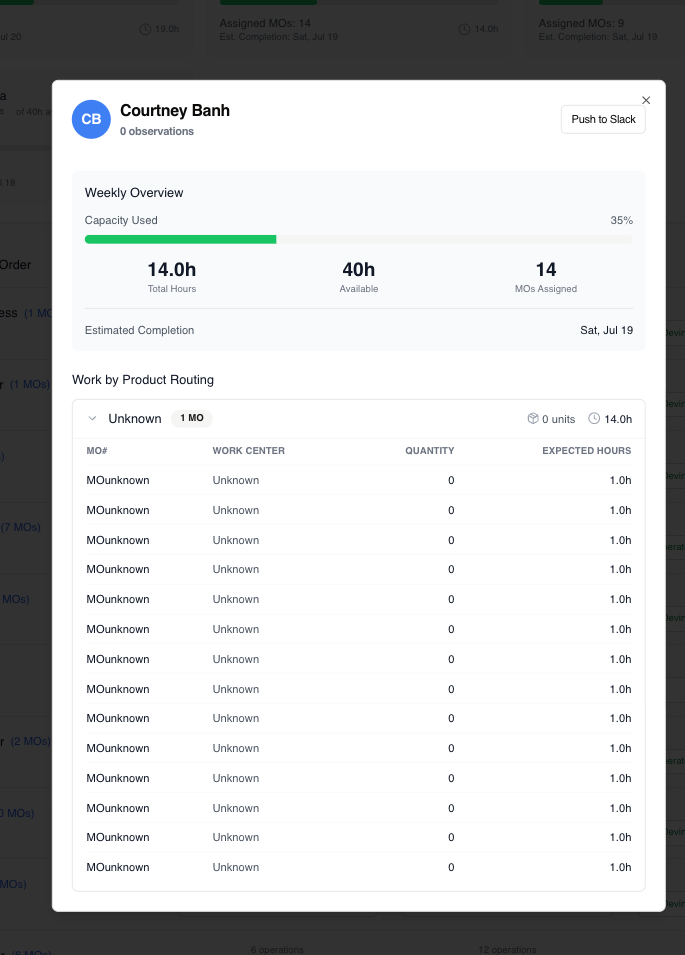 Assigned MOs: 14
Assigned MOs: 9
ul 20
19.0h
Est. Completion: Sat, Jul 19
14.0h
Est. Completion: Sat, Jul 19
a
of 40h
l 18
Order
ess (1 MO
r (1 MOs)
)
(7 MOs)
MOs)
r (2 MOs)
0 MOs)
MOs)
×
CB
Courtney Banh
0 observations
Push to Slack
Weekly Overview
Capacity Used 35%
14.0h 40h 14
Total Hours Available MOs Assigned
Estimated Completion Sat, Jul 19
Work by Product Routing
Unknown 1 MO 0 units 14.0h
MO# WORK CENTER QUANTITY EXPECTED HOURS
MOunknown Unknown 0 1.0h
MOunknown Unknown 0 1.0h
MOunknown Unknown 0 1.0h
MOunknown Unknown 0 1.0h
MOunknown Unknown 0 1.0h
MOunknown Unknown 0 1.0h
MOunknown Unknown 0 1.0h
MOunknown Unknown 0 1.0h
MOunknown Unknown 0 1.0h
MOunknown Unknown 0 1.0h
MOunknown Unknown 0 1.0h
MOunknown Unknown 0 1.0h
MOunknown Unknown 0 1.0h
MOunknown Unknown 0 1.0h
6 operations 12 operations